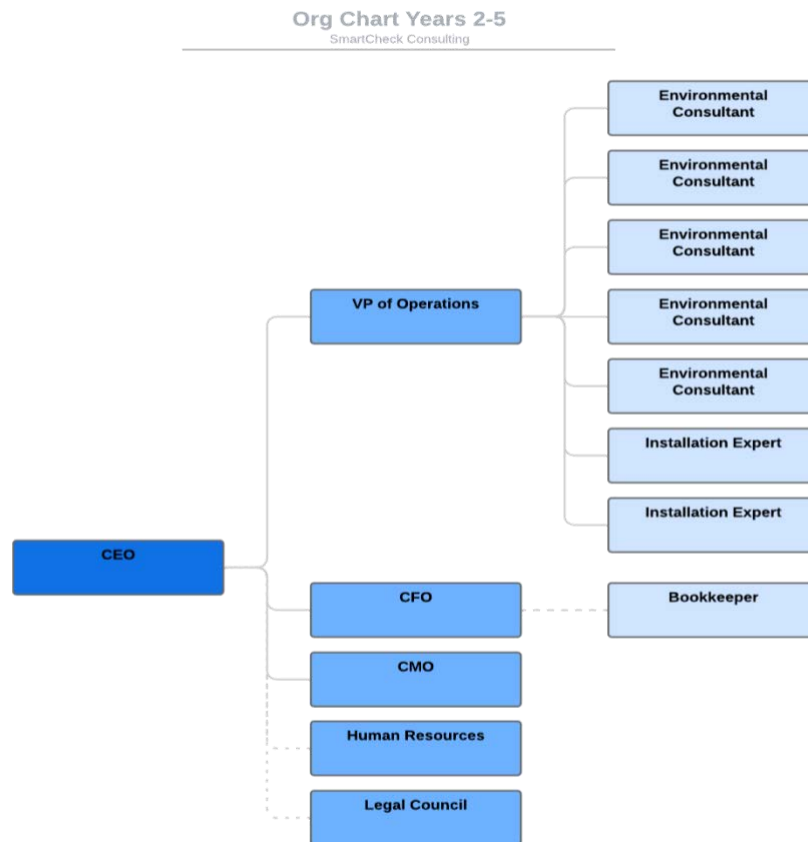 Org Chart Years 2-5
SmartCheck Consulting
Environmental
Consultant
Environmental
Consultant
Environmental
Consultant
VP of Operations
Environmental
Consultant
Environmental
Consultant
Installation Expert
Installation Expert
CEO
CFO
Bookkeeper
CMO
Human Resources
Legal Council